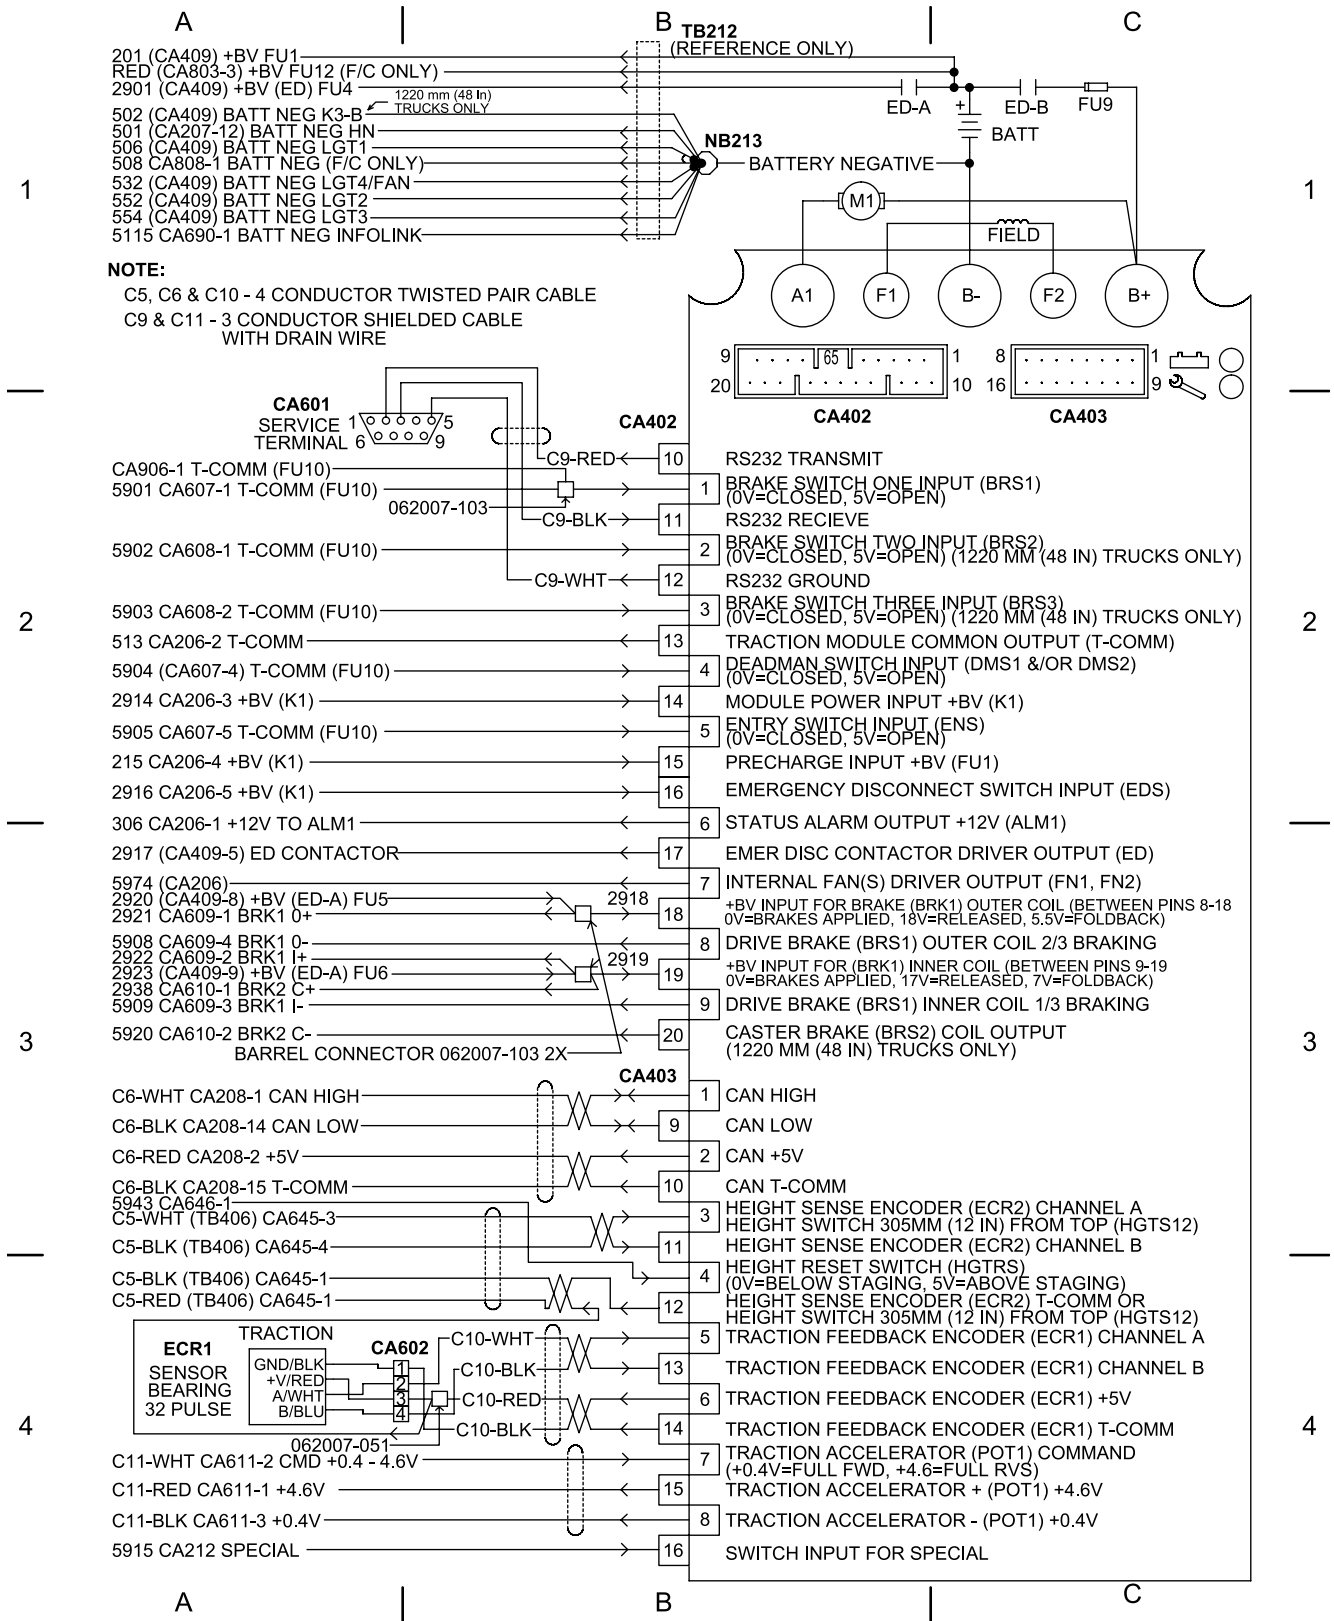 A B C
TB212
(REFERENCE ONLY)
201 (CA409) +BV FU1
RED (CA803-3) +BV FU12 (F/C ONLY)
2901 (CA409) +BV (ED) FU4
1220 mm (48 In)
TRUCKS ONLY
502 (CA409) BATT NEG K3-B
501 (CA207-12) BATT NEG HN
506 (CA409) BATT NEG LGT1
508 CA808-1 BATT NEG (F/C ONLY)
532 (CA409) BATT NEG LGT4/FAN
552 (CA409) BATT NEG LGT2
554 (CA409) BATT NEG LGT3
5115 CA690-1 BATT NEG INFOLINK
ED-A + ED-B FU9
BATT
NB213
BATTERY NEGATIVE
1 1
M1
FIELD
A1 F1 B- F2 B+
NOTE:
C5, C6 & C10 - 4 CONDUCTOR TWISTED PAIR CABLE
C9 & C11 - 3 CONDUCTOR SHIELDED CABLE
WITH DRAIN WIRE
9 65 1 8 1
20 10 16 9
CA402 CA403
CA601
SERVICE 1 5
TERMINAL 6 9
CA402
C9-RED 10 RS232 TRANSMIT
CA906-1 T-COMM (FU10)
5901 CA607-1 T-COMM (FU10) 1 BRAKE SWITCH ONE INPUT (BRS1)
(0V=CLOSED, 5V=OPEN)
062007-103
C9-BLK 11 RS232 RECIEVE
5902 CA608-1 T-COMM (FU10) 2 BRAKE SWITCH TWO INPUT (BRS2)
(0V=CLOSED, 5V=OPEN) (1220 MM (48 IN) TRUCKS ONLY)
C9-WHT 12 RS232 GROUND
2 2
5903 CA608-2 T-COMM (FU10) 3 BRAKE SWITCH THREE INPUT (BRS3)
(0V=CLOSED, 5V=OPEN) (1220 MM (48 IN) TRUCKS ONLY)
513 CA206-2 T-COMM 13 TRACTION MODULE COMMON OUTPUT (T-COMM)
5904 (CA607-4) T-COMM (FU10) 4 DEADMAN SWITCH INPUT (DMS1 &/OR DMS2)
(0V=CLOSED, 5V=OPEN)
2914 CA206-3 +BV (K1) 14 MODULE POWER INPUT +BV (K1)
5905 CA607-5 T-COMM (FU10) 5 ENTRY SWITCH INPUT (ENS)
(0V=CLOSED, 5V=OPEN)
215 CA206-4 +BV (K1) 15 PRECHARGE INPUT +BV (FU1)
2916 CA206-5 +BV (K1) 16 EMERGENCY DISCONNECT SWITCH INPUT (EDS)
306 CA206-1 +12V TO ALM1 6 STATUS ALARM OUTPUT +12V (ALM1)
2917 (CA409-5) ED CONTACTOR 17 EMER DISC CONTACTOR DRIVER OUTPUT (ED)
5974 (CA206) 7 INTERNAL FAN(S) DRIVER OUTPUT (FN1, FN2)
2920 (CA409-8) +BV (ED-A) FU5 2918
2921 CA609-1 BRK1 0+ 18 +BV INPUT FOR BRAKE (BRK1) OUTER COIL (BETWEEN PINS 8-18
0V=BRAKES APPLIED, 18V=RELEASED, 5.5V=FOLDBACK)
5908 CA609-4 BRK1 0- 8 DRIVE BRAKE (BRS1) OUTER COIL 2/3 BRAKING
2922 CA609-2 BRK1 I+ 2919
2923 (CA409-9) +BV (ED-A) FU6 19 +BV INPUT FOR (BRK1) INNER COIL (BETWEEN PINS 9-19
0V=BRAKES APPLIED, 17V=RELEASED, 7V=FOLDBACK)
2938 CA610-1 BRK2 C+
5909 CA609-3 BRK1 I- 9 DRIVE BRAKE (BRS1) INNER COIL 1/3 BRAKING
3 3
5920 CA610-2 BRK2 C- 20 CASTER BRAKE (BRS2) COIL OUTPUT
(1220 MM (48 IN) TRUCKS ONLY)
BARREL CONNECTOR 062007-103 2X
CA403
C6-WHT CA208-1 CAN HIGH 1 CAN HIGH
C6-BLK CA208-14 CAN LOW 9 CAN LOW
C6-RED CA208-2 +5V 2 CAN +5V
C6-BLK CA208-15 T-COMM 10 CAN T-COMM
5943 CA646-1
C5-WHT (TB406) CA645-3 3 HEIGHT SENSE ENCODER (ECR2) CHANNEL A
HEIGHT SWITCH 305MM (12 IN) FROM TOP (HGTS12)
C5-BLK (TB406) CA645-4 11 HEIGHT SENSE ENCODER (ECR2) CHANNEL B
C5-BLK (TB406) CA645-1 4 HEIGHT RESET SWITCH (HGTRS)
(0V=BELOW STAGING, 5V=ABOVE STAGING)
C5-RED (TB406) CA645-1 12 HEIGHT SENSE ENCODER (ECR2) T-COMM OR
HEIGHT SWITCH 305MM (12 IN) FROM TOP (HGTS12)
ECR1 TRACTION CA602 C10-WHT 5 TRACTION FEEDBACK ENCODER (ECR1) CHANNEL A
SENSOR GND/BLK 1 C10-BLK 13 TRACTION FEEDBACK ENCODER (ECR1) CHANNEL B
BEARING +V/RED 2
32 PULSE A/WHT 3 C10-RED 6 TRACTION FEEDBACK ENCODER (ECR1) +5V
B/BLU 4
4 C10-BLK 14 TRACTION FEEDBACK ENCODER (ECR1) T-COMM 4
062007-051
C11-WHT CA611-2 CMD +0.4 - 4.6V 7 TRACTION ACCELERATOR (POT1) COMMAND
(+0.4V=FULL FWD, +4.6=FULL RVS)
C11-RED CA611-1 +4.6V 15 TRACTION ACCELERATOR + (POT1) +4.6V
C11-BLK CA611-3 +0.4V 8 TRACTION ACCELERATOR - (POT1) +0.4V
5915 CA212 SPECIAL 16 SWITCH INPUT FOR SPECIAL
A B C